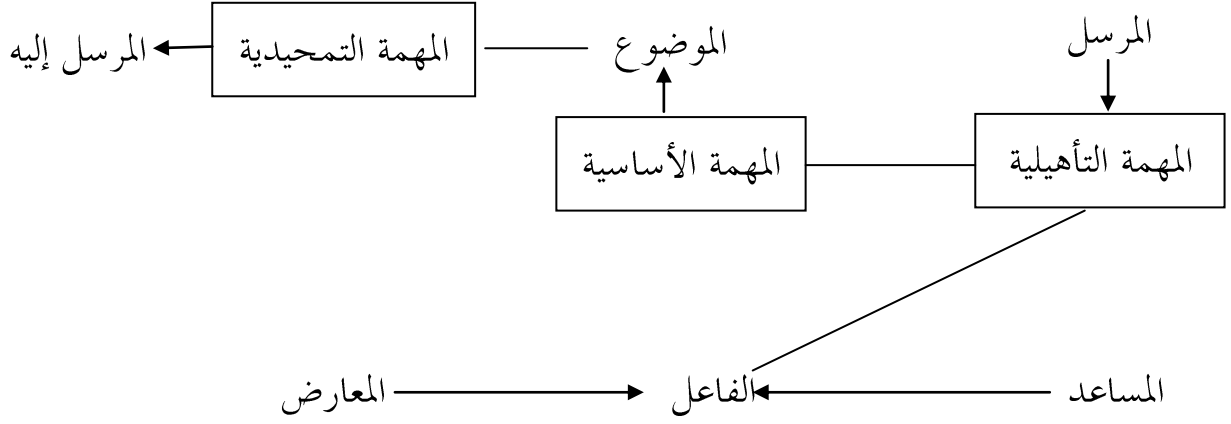 المرسل
الموضوع
المهمة التمحيدية
المرسل إليه
المهمة التأهيلية
المهمة الأساسية
المساعد
الفاعل
المعارض